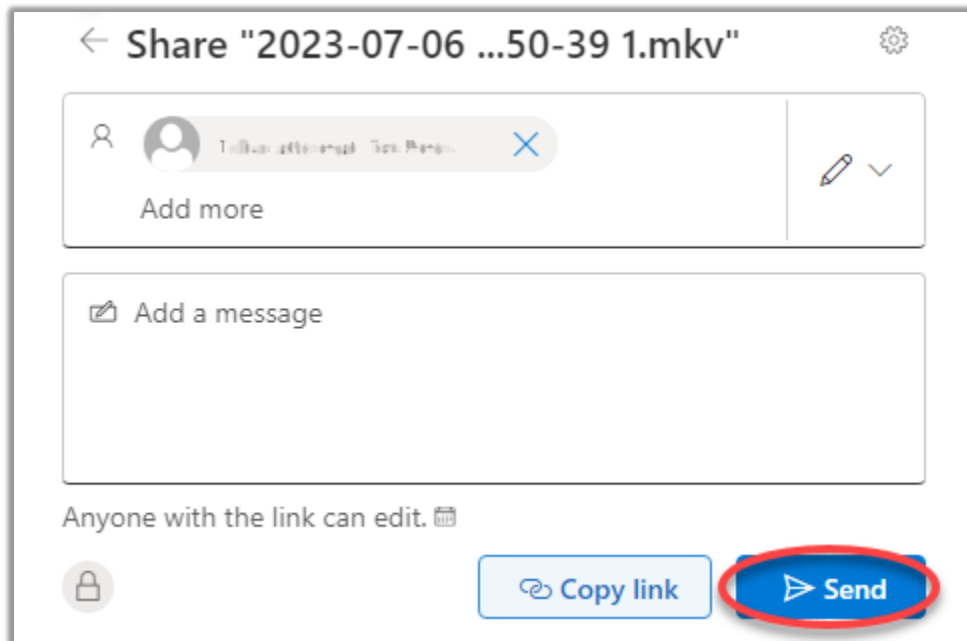 Share "2023-07-06 ...50-39 1.mkv"
Add more
Add a message
Anyone with the link can edit.
Copy link
Send